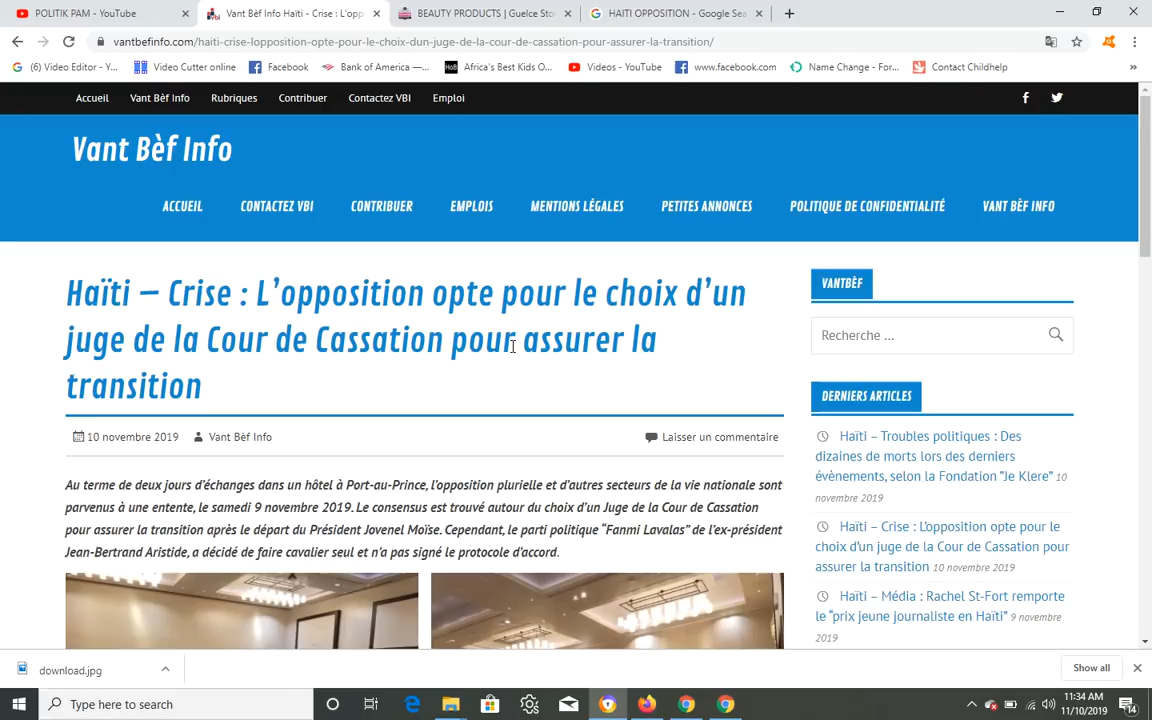 POLITIK PAM - YouTube
Vant Bèf Info Haïti - Crise : L'opp
BEAUTY PRODUCTS | Guelce Sto
HAITI OPPOSITION - Google Sea
vantbefinfo.com/haiti-crise-lopposition-opte-pour-le-choix-dun-juge-de-la-cour-de-cassation-pour-assurer-la-transition/
(6) Video Editor - Y...
Video Cutter online
Facebook
Bank of America —...
Africa's Best Kids O...
Videos - YouTube
www.facebook.com
Name Change - For...
Contact Childhelp
Accueil
Vant Bèf Info
Rubriques
Contribuer
Contactez VBI
Emploi
Vant Bèf Info
ACCUEIL
CONTACTEZ VBI
CONTRIBUER
EMPLOIS
MENTIONS LÉGALES
PETITES ANNONCES
POLITIQUE DE CONFIDENTIALITÉ
VANT BÈF INFO
Haïti – Crise : L’opposition opte pour le choix d’un
juge de la Cour de Cassation pour assurer la
transition
10 novembre 2019
Vant Bèf Info
Laisser un commentaire
Au terme de deux jours d’échanges dans un hôtel à Port-au-Prince, l’opposition plurielle et d’autres secteurs de la vie nationale sont
parvenus à une entente, le samedi 9 novembre 2019. Le consensus est trouvé autour du choix d’un Juge de la Cour de Cassation
pour assurer la transition après le départ du Président Jovenel Moïse. Cependant, le parti politique “Fanmi Lavalas” de l’ex-président
Jean-Bertrand Aristide, a décidé de faire cavalier seul et n’a pas signé le protocole d’accord.
VANTBÈF
Recherche …
DERNIERS ARTICLES
Haïti – Troubles politiques : Des
dizaines de morts lors des derniers
évènements, selon la Fondation “Je Klere” 10
novembre 2019
Haïti – Crise : L’opposition opte pour le
choix d’un juge de la Cour de Cassation pour
assurer la transition 10 novembre 2019
Haïti – Média : Rachel St-Fort remporte
le “prix jeune journaliste en Haïti” 9 novembre
2019
download.jpg
Show all
Type here to search
11:34 AM
11/10/2019
14